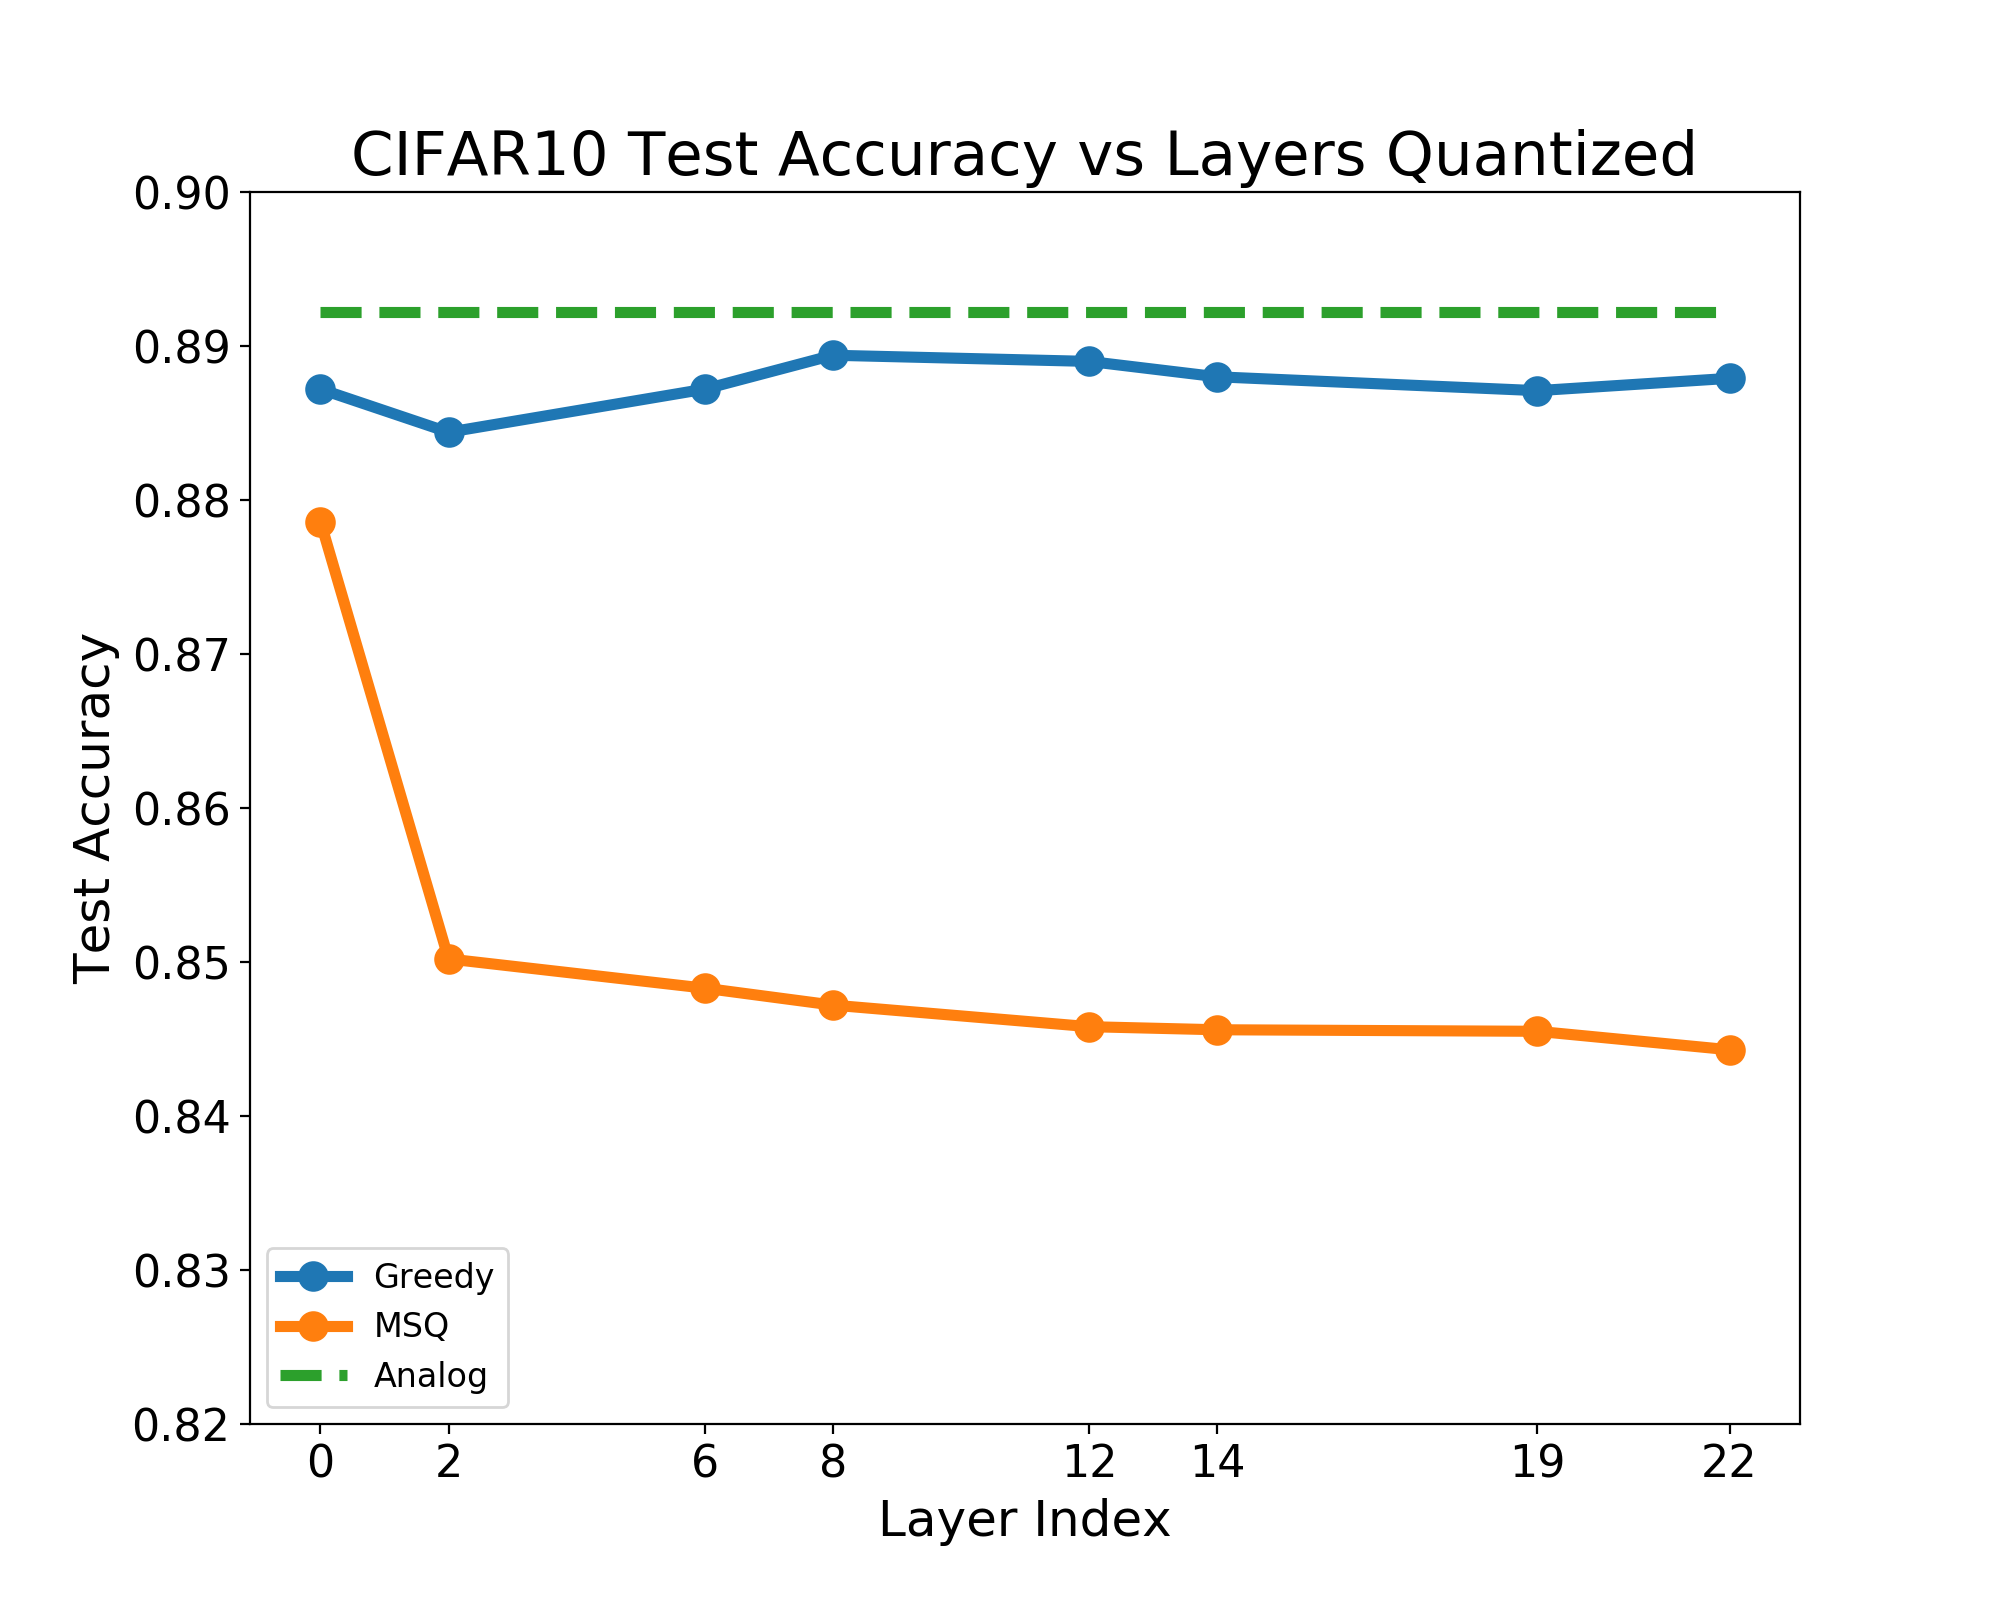 CIFAR10 Test Accuracy vs Layers Quantized
0.90
0.89
0.88
0.87
0.86
0.85
0.84
0.83
0.82
Test Accuracy
Greedy
MSQ
Analog
0 2 6 8 12 14 19 22
Layer Index